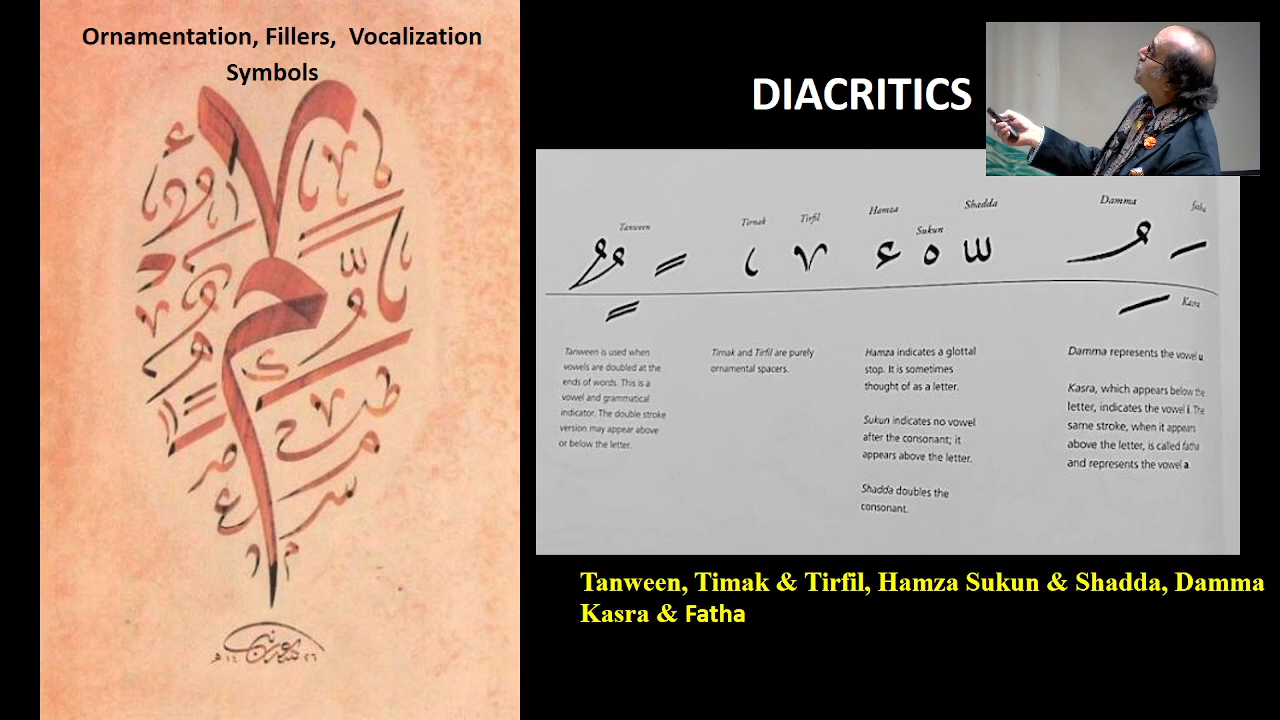 Ornamentation, Fillers, Vocalization
Symbols
DIACRITICS
Tanween
Tirnak
Tirfil
Hamza
Sukun
Shadda
Damma
fatha
Kasra
Tanween is used when
vowels are doubled at the
ends of words. This is a
vowel and grammatical
indicator. The double stroke
version may appear above
or below the letter.
Tirnak and Tirfil are purely
ornamental spacers.
Hamza indicates a glottal
stop. It is sometimes
thought of as a letter.
Sukun indicates no vowel
after the consonant; it
appears above the letter.
Shadda doubles the
consonant.
Damma represents the vowel u
Kasra, which appears below the
letter, indicates the vowel i. The
same stroke, when it appears
above the letter, is called fatha
and represents the vowel a
Tanween, Timak & Tirfil, Hamza Sukun & Shadda, Damma
Kasra & Fatha